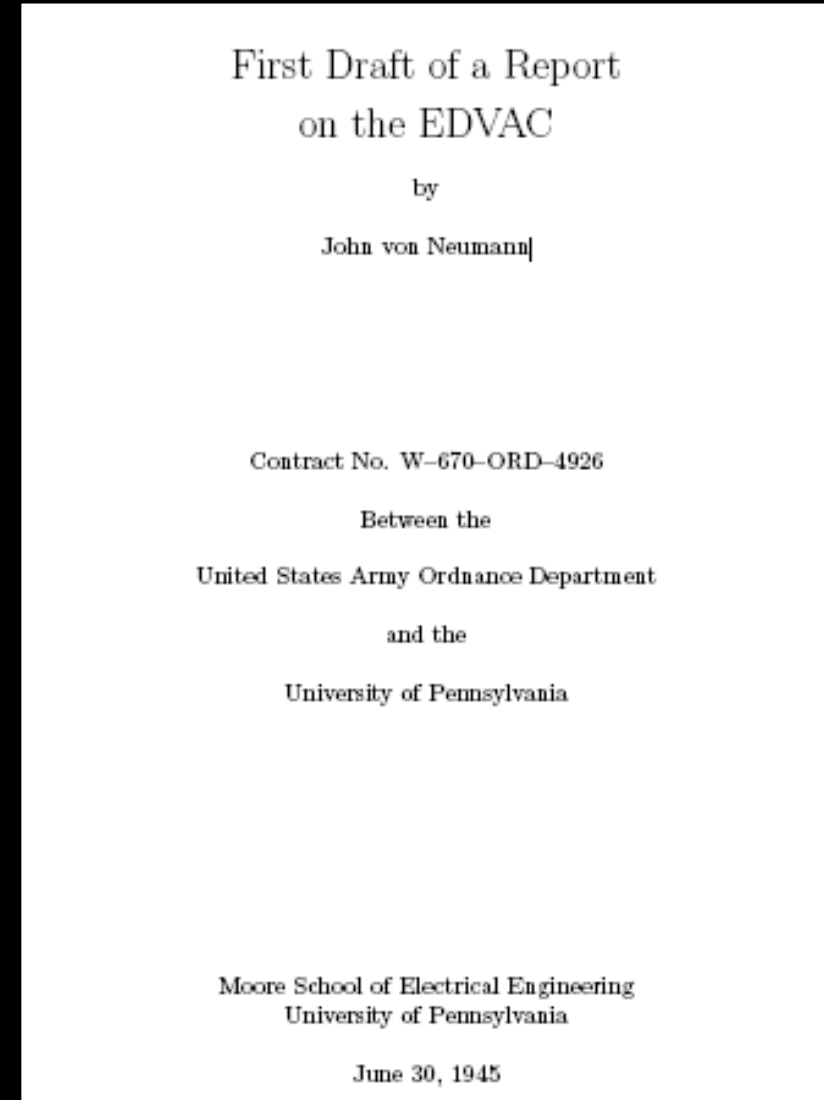 First Draft of a Report
on the EDVAC
by
John von Neumann
Contract No. W–670–ORD–4926
Between the
United States Army Ordnance Department
and the
University of Pennsylvania
Moore School of Electrical Engineering
University of Pennsylvania
June 30, 1945